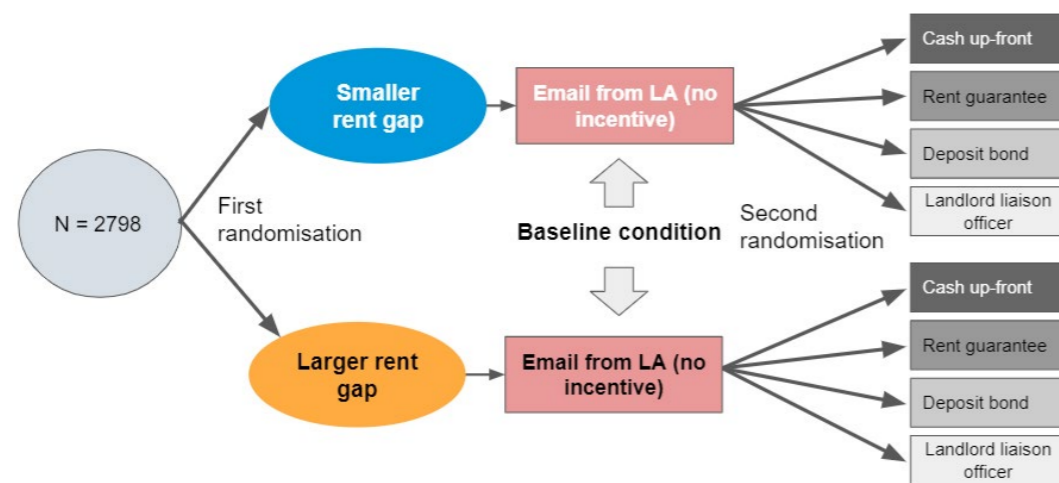 N = 2798
First
randomisation
Smaller
rent gap
Email from LA (no
incentive)
Cash up-front
Rent guarantee
Deposit bond
Landlord liaison
officer
Baseline condition
Second
randomisation
Larger rent
gap
Email from LA (no
incentive)
Cash up-front
Rent guarantee
Deposit bond
Landlord liaison
officer